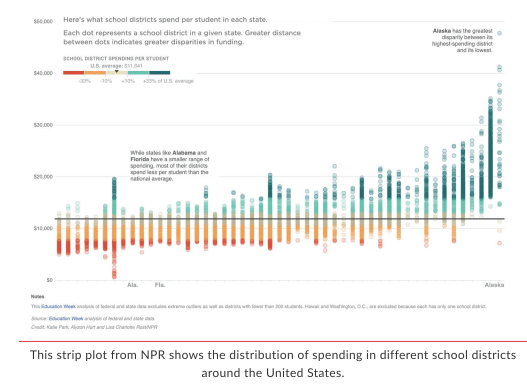 $50,000
Here's what school districts spend per student in each state.
Each dot represents a school district in a given state. Greater distance
between dots indicates greater disparities in funding.
Alaska has the greatest
disparity between its
highest-spending district
and its lowest.
SCHOOL DISTRICT SPENDING PER STUDENT
U.S. average: $11,841
-33% -10% +10% +33% of U.S. average
$40,000
$30,000
While states like Alabama and
Florida have a smaller range of
spending, most of their districts
spend less per student than the
national average.
$20,000
$10,000
$0
Ala. Fla. Alaska
Notes
This Education Week analysis of federal and state data excludes extreme outliers as well as districts with fewer than 200 students. Hawaii and Washington, D.C., are excluded because each has only one school district.
Source: Education Week analysis of federal and state data.
Credit: Katie Park, Alyson Hurt and Lisa Charlotte Rost/NPR
This strip plot from NPR shows the distribution of spending in different school districts
around the United States.